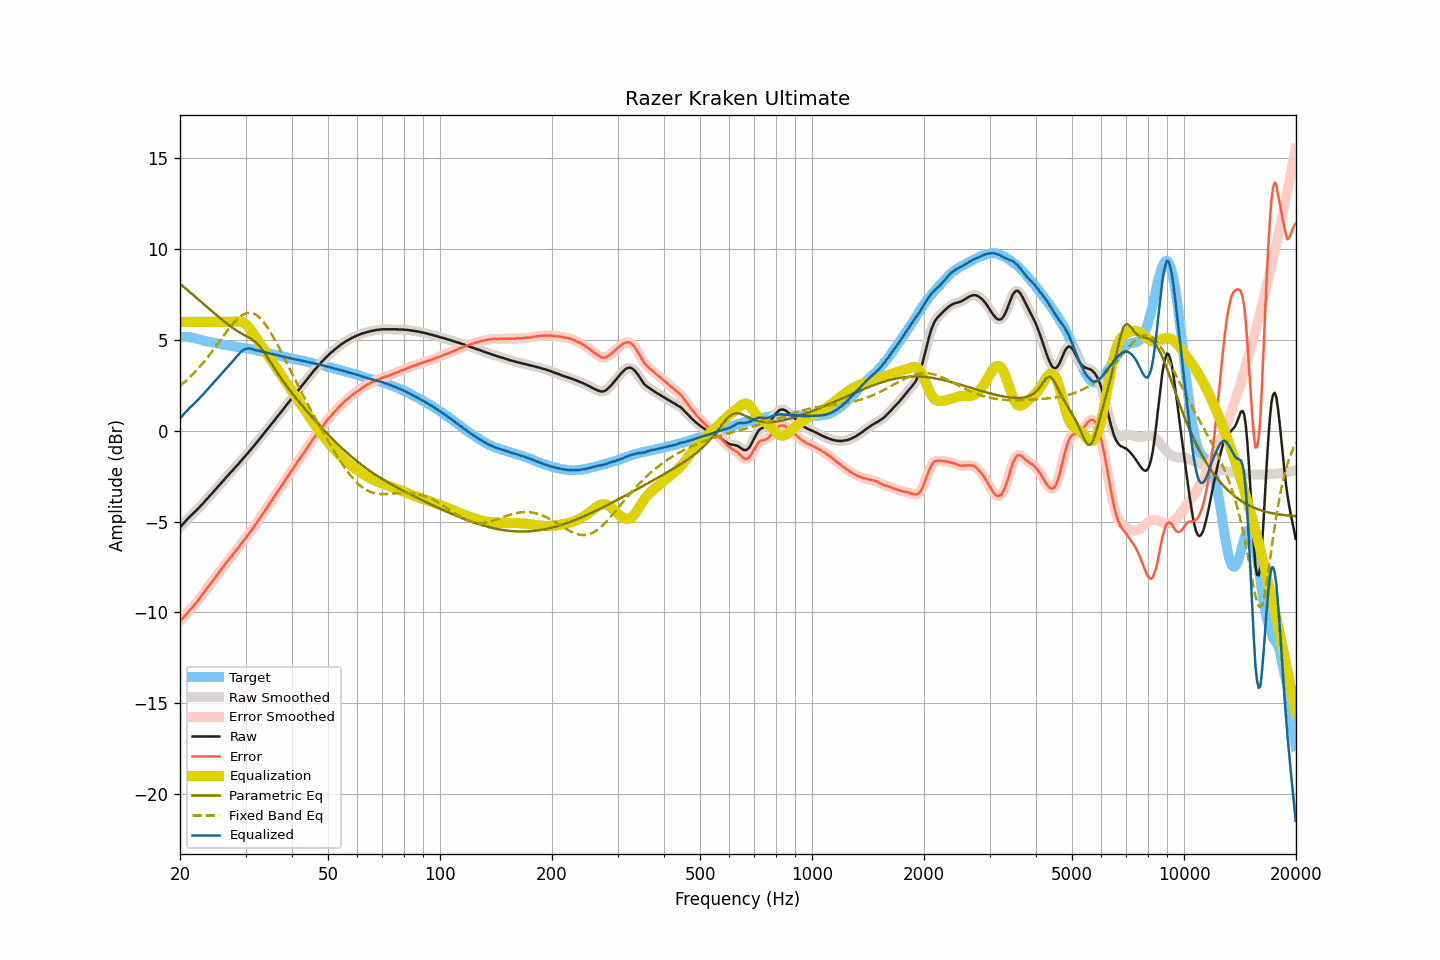 Razer Kraken Ultimate
Amplitude (dBr)
15
10
5
0
−5
−10
−15
−20
Target
Raw Smoothed
Error Smoothed
Raw
Error
Equalization
Parametric Eq
Fixed Band Eq
Equalized
20 50 100 200 500 1000 2000 5000 10000 20000
Frequency (Hz)